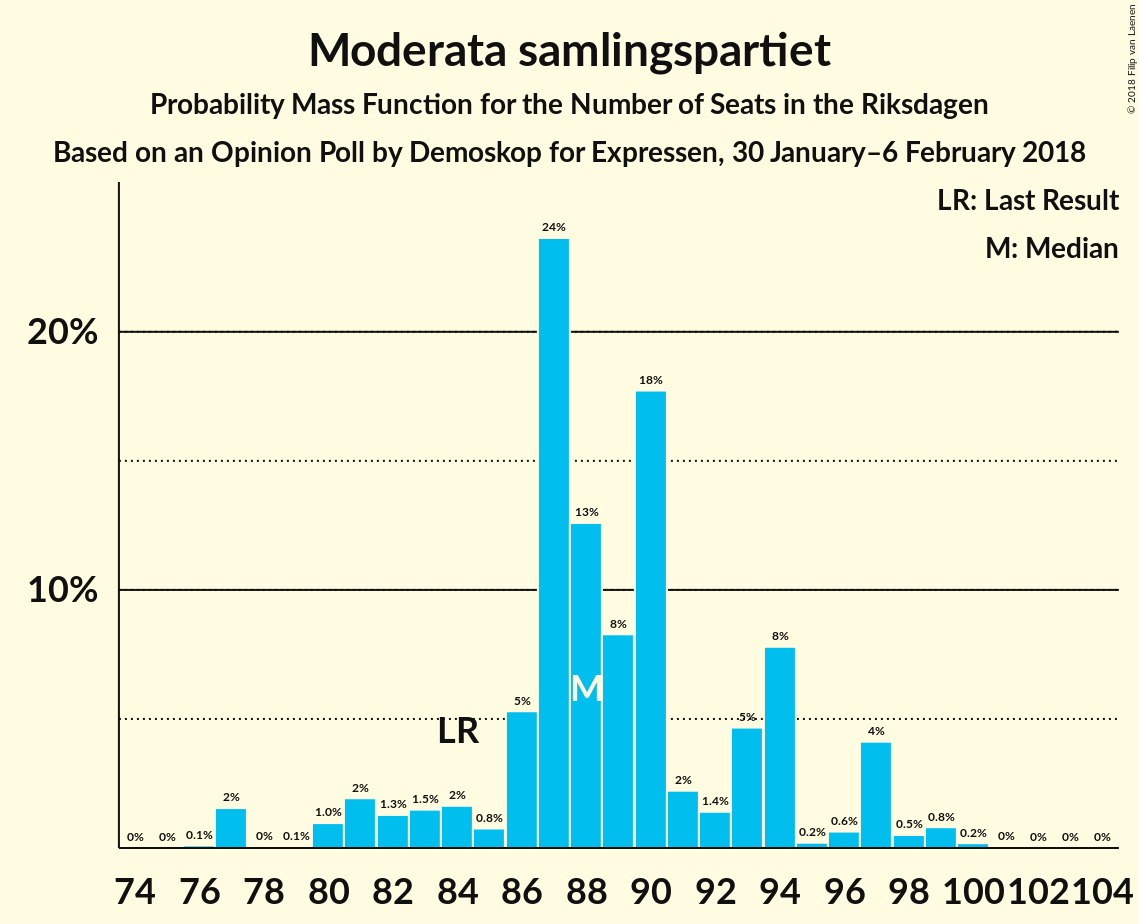 Moderata samlingspartiet
Probability Mass Function for the Number of Seats in the Riksdagen
Based on an Opinion Poll by Demoskop for Expressen, 30 January–6 February 2018
© 2018 Filip van Laenen
LR: Last Result
M: Median
20%
10%
0% 0% 0.1% 2% 0% 0.1% 1.0% 2% 1.3% 1.5% 2% 0.8% 5% 24% 13% 8% 18% 2% 1.4% 5% 8% 0.2% 0.6% 4% 0.5% 0.8% 0.2% 0% 0% 0% 0%
LR
M
74 76 78 80 82 84 86 88 90 92 94 96 98 100 102 104